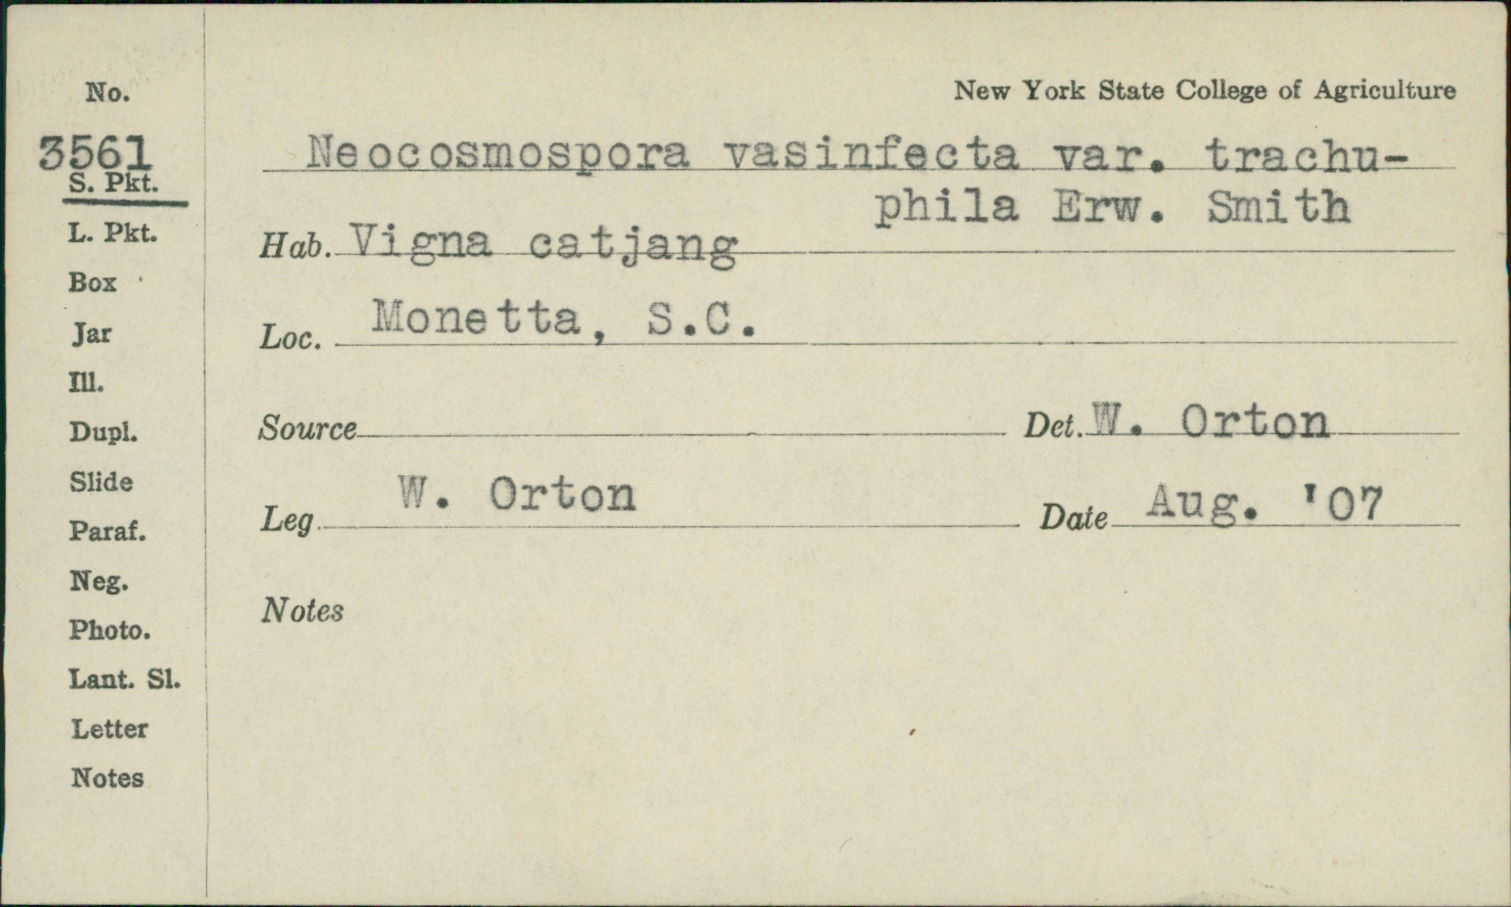 No.
New York State College of Agriculture
3561
Neocosmospora vasinfecta var. trachu-
S. Pkt.
phila Erw. Smith
L. Pkt.
Hab. Vigna catjang
Box
Loc. Monetta, S.C.
Jar
Ill.
Dupl.
Source
Det. W. Orton
Slide
Leg. W. Orton
Date Aug. '07
Paraf.
Neg.
Notes
Photo.
Lant. Sl.
Letter
Notes